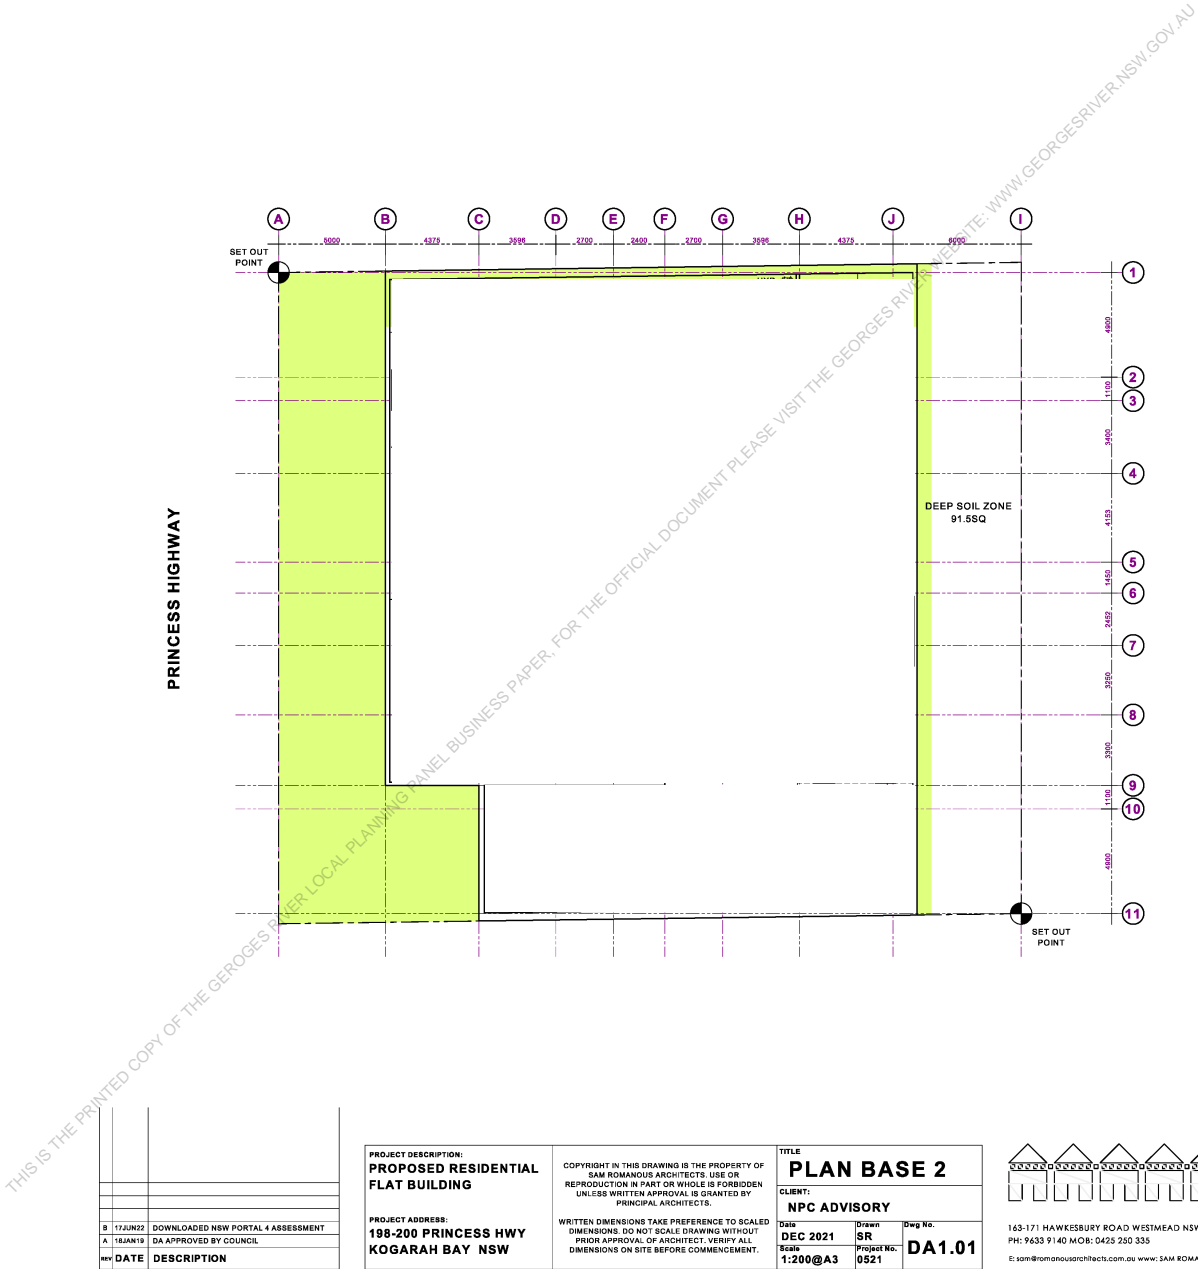 THIS IS THE PRINTED COPY OF THE GEROGES RIVER LOCAL PLANNING PANEL BUSINESS PAPER. FOR THE OFFICIAL DOCUMENT PLEASE VISIT THE GEORGES RIVER WEBSITE: WWW.GEORGESRIVER.NSW.GOV.AU
A B C D E F G H J I
5000 4375 3596 2700 2400 2700 3596 4375 6000
SET OUT
POINT
1
4900
2
1100
3
3400
4
4153
5
1450
6
2452
7
3250
8
3300
9
1100
10
4900
11
DEEP SOIL ZONE
91.5SQ
PRINCESS HIGHWAY
SET OUT
POINT
B 17JUN22 DOWNLOADED NSW PORTAL 4 ASSESSMENT
A 18JAN19 DA APPROVED BY COUNCIL
REV DATE DESCRIPTION
PROJECT DESCRIPTION:
PROPOSED RESIDENTIAL
FLAT BUILDING
PROJECT ADDRESS:
198-200 PRINCESS HWY
KOGARAH BAY NSW
COPYRIGHT IN THIS DRAWING IS THE PROPERTY OF
SAM ROMANOUS ARCHITECTS. USE OR
REPRODUCTION IN PART OR WHOLE IS FORBIDDEN
UNLESS WRITTEN APPROVAL IS GRANTED BY
PRINCIPAL ARCHITECTS.
WRITTEN DIMENSIONS TAKE PREFERENCE TO SCALED
DIMENSIONS. DO NOT SCALE DRAWING WITHOUT
PRIOR APPROVAL OF ARCHITECT. VERIFY ALL
DIMENSIONS ON SITE BEFORE COMMENCEMENT.
TITLE
PLAN BASE 2
CLIENT:
NPC ADVISORY
Date Drawn Dwg No.
DEC 2021 SR
Scale Project No. DA1.01
1:200@A3 0521
163-171 HAWKESBURY ROAD WESTMEAD NSW
PH: 9633 9140 MOB: 0425 250 335
E: sam@romanousarchitects.com.au www: SAM ROMA